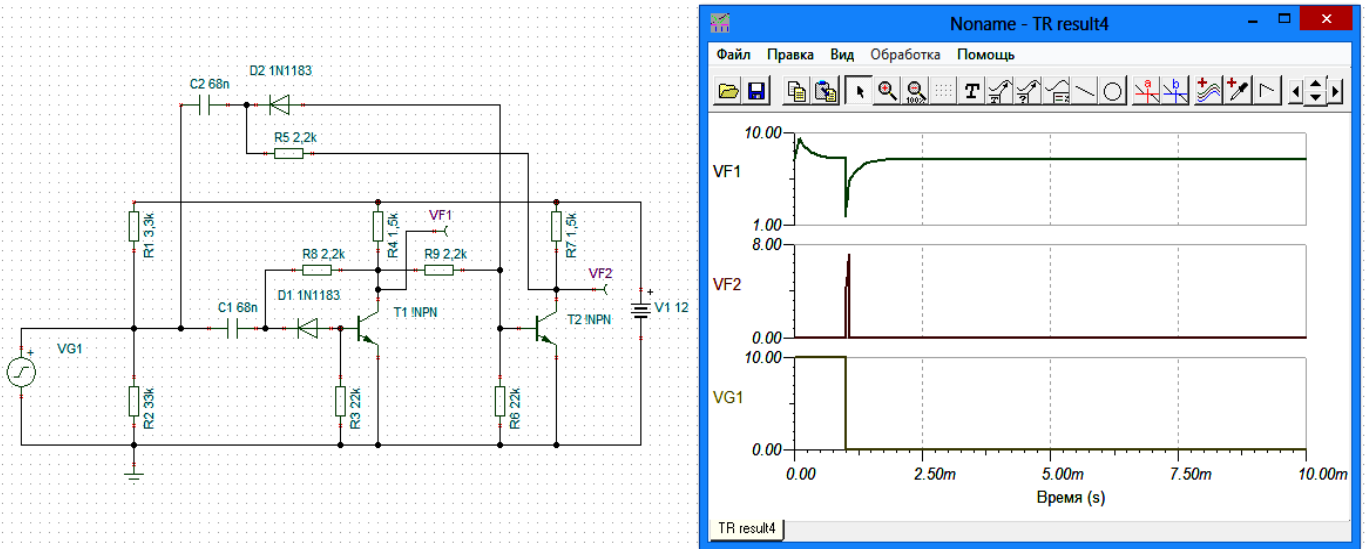 D2 1N1183
C2 68n
R5 2,2k
R1 3,3k
R4 1,5k
VF1
R7 1,5k
R8 2,2k
R9 2,2k
VF2
D1 1N1183
C1 68n
T1 !NPN
T2 !NPN
+
V1 12
+
VG1
R2 33k
R3 22k
R6 22k
Noname - TR result4
Файл Правка Вид Обработка Помощь
100%
T
a
b
10.00
VF1
1.00
8.00
VF2
0.00
10.00
VG1
0.00
0.00 2.50m 5.00m 7.50m 10.00m
Время (s)
TR result4